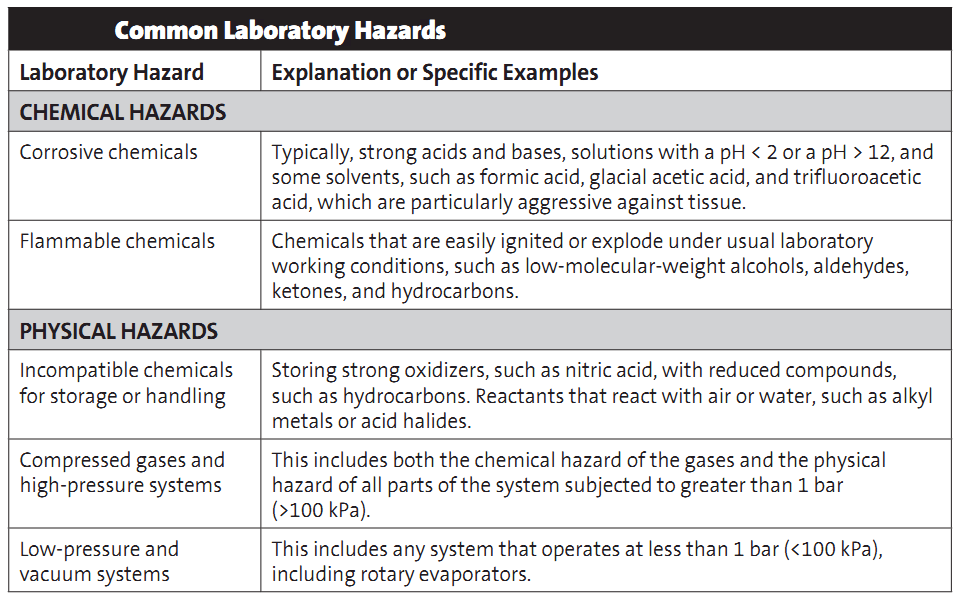 Common Laboratory Hazards
Laboratory Hazard
Explanation or Specific Examples
CHEMICAL HAZARDS
Corrosive chemicals
Typically, strong acids and bases, solutions with a pH < 2 or a pH > 12, and
some solvents, such as formic acid, glacial acetic acid, and trifluoroacetic
acid, which are particularly aggressive against tissue.
Flammable chemicals
Chemicals that are easily ignited or explode under usual laboratory
working conditions, such as low-molecular-weight alcohols, aldehydes,
ketones, and hydrocarbons.
PHYSICAL HAZARDS
Incompatible chemicals
for storage or handling
Storing strong oxidizers, such as nitric acid, with reduced compounds,
such as hydrocarbons. Reactants that react with air or water, such as alkyl
metals or acid halides.
Compressed gases and
high-pressure systems
This includes both the chemical hazard of the gases and the physical
hazard of all parts of the system subjected to greater than 1 bar
(>100 kPa).
Low-pressure and
vacuum systems
This includes any system that operates at less than 1 bar (<100 kPa),
including rotary evaporators.